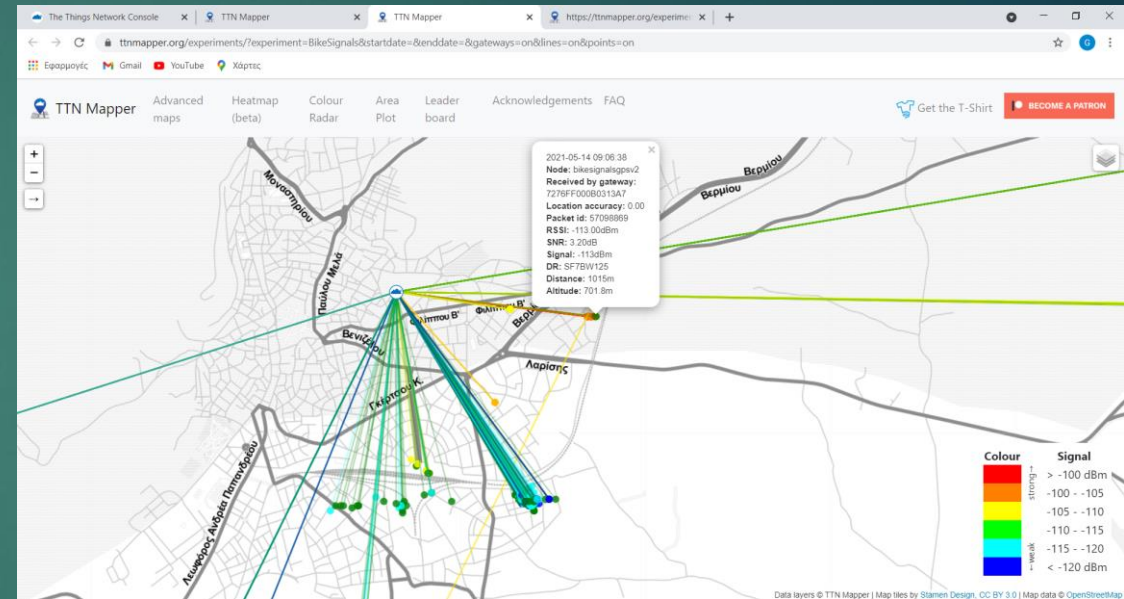 The Things Network Console
TTN Mapper
TTN Mapper
https://ttnmapper.org/experimen
ttnmapper.org/experiments/?experiment=BikeSignals&startdate=&enddate=&gateways=on&lines=on&points=on
G
Εφαρμογές
Gmail
YouTube
Χάρτες
TTN Mapper
Advanced maps
Heatmap (beta)
Colour Radar
Area Plot
Leader board
Acknowledgements
FAQ
Get the T-Shirt
BECOME A PATRON
+
−
→
2021-05-14 09:06:38
Node: bikesignalsgpsv2
Received by gateway:
7276FF000B0313A7
Location accuracy: 0.00
Packet id: 57098869
RSSI: -113.00dBm
SNR: 3.20dB
Signal: -113dBm
DR: SF7BW125
Distance: 1015m
Altitude: 701.8m
Μοναστηρίου
Βερμίου
Βερμίου
Παύλου Μελά
Φιλίππου Β'
Βενιζέλου
Λαρίσης
Γκέρτσου Κ.
Λεωφόρος Ανδρέα Παπανδρέου
Colour Signal
strong→
> -100 dBm
-100 - -105
-105 - -110
-110 - -115
←weak
-115 - -120
< -120 dBm
Data layers © TTN Mapper | Map tiles by Stamen Design, CC BY 3.0 | Map data © OpenStreetMap